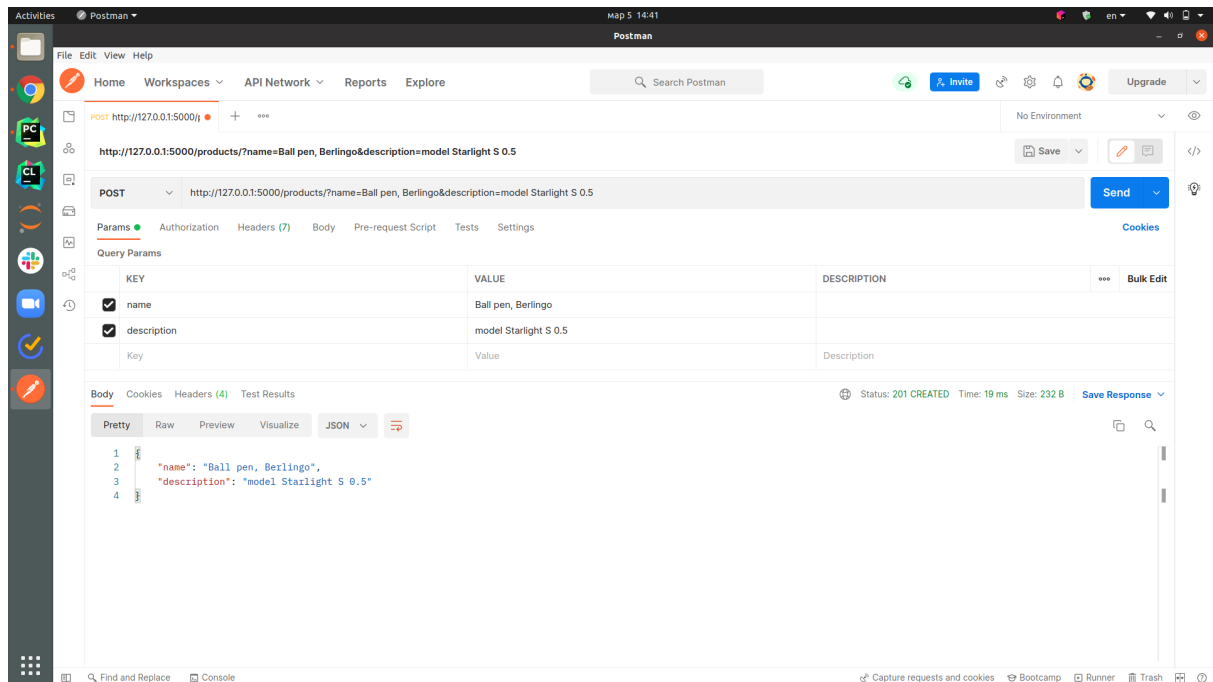 Activities Postman мар 5 14:41 en
Postman
File Edit View Help
Home Workspaces API Network Reports Explore Search Postman Invite Upgrade
POST http://127.0.0.1:5000/p + ooo No Environment
http://127.0.0.1:5000/products/?name=Ball pen, Berlingo&description=model Starlight S 0.5 Save
POST http://127.0.0.1:5000/products/?name=Ball pen, Berlingo&description=model Starlight S 0.5 Send
Params Authorization Headers (7) Body Pre-request Script Tests Settings Cookies
Query Params
KEY VALUE DESCRIPTION ooo Bulk Edit
name Ball pen, Berlingo
description model Starlight S 0.5
Key Value Description
Body Cookies Headers (4) Test Results Status: 201 CREATED Time: 19 ms Size: 232 B Save Response
Pretty Raw Preview Visualize JSON
1 {
2 "name": "Ball pen, Berlingo",
3 "description": "model Starlight S 0.5"
4 }
PC
CL
Find and Replace Console Capture requests and cookies Bootcamp Runner Trash